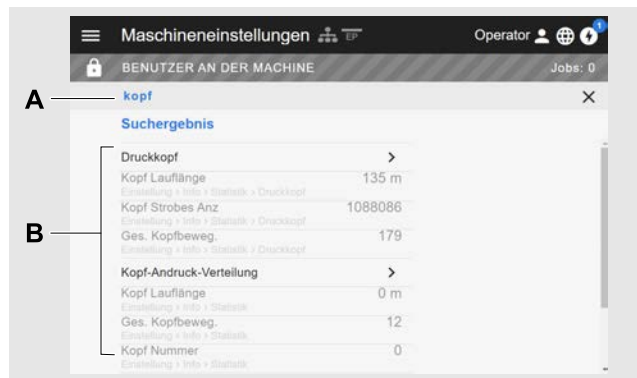 Maschineneinstellungen EP Operator 1
BENUTZER AN DER MACHINE Jobs: 0
A kopf
Suchergebnis
Druckkopf
Kopf Lauflänge 135 m
Einstellung > Info > Statistik > Druckkopf
Kopf Strobes Anz 1088086
Einstellung > Info > Statistik > Druckkopf
B
Ges. Kopfbeweg. 179
Einstellung > Info > Statistik / Druckkopf
Kopf-Andruck-Verteilung
Kopf Lauflänge 0 m
Einstellung > Info > Statistik
Ges. Kopfbeweg. 12
Einstellung > Info > Statistik
Kopf Nummer 0
Einstellung > Info > Statistik